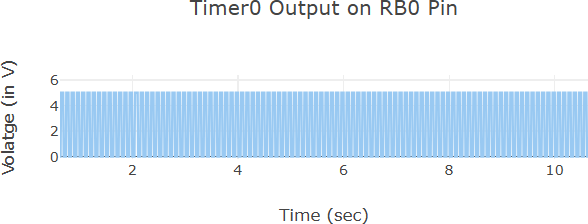 Timer0 Output on RB0 Pin
Volatge (in V)
6
4
2
0
2 4 6 8 10
Time (sec)